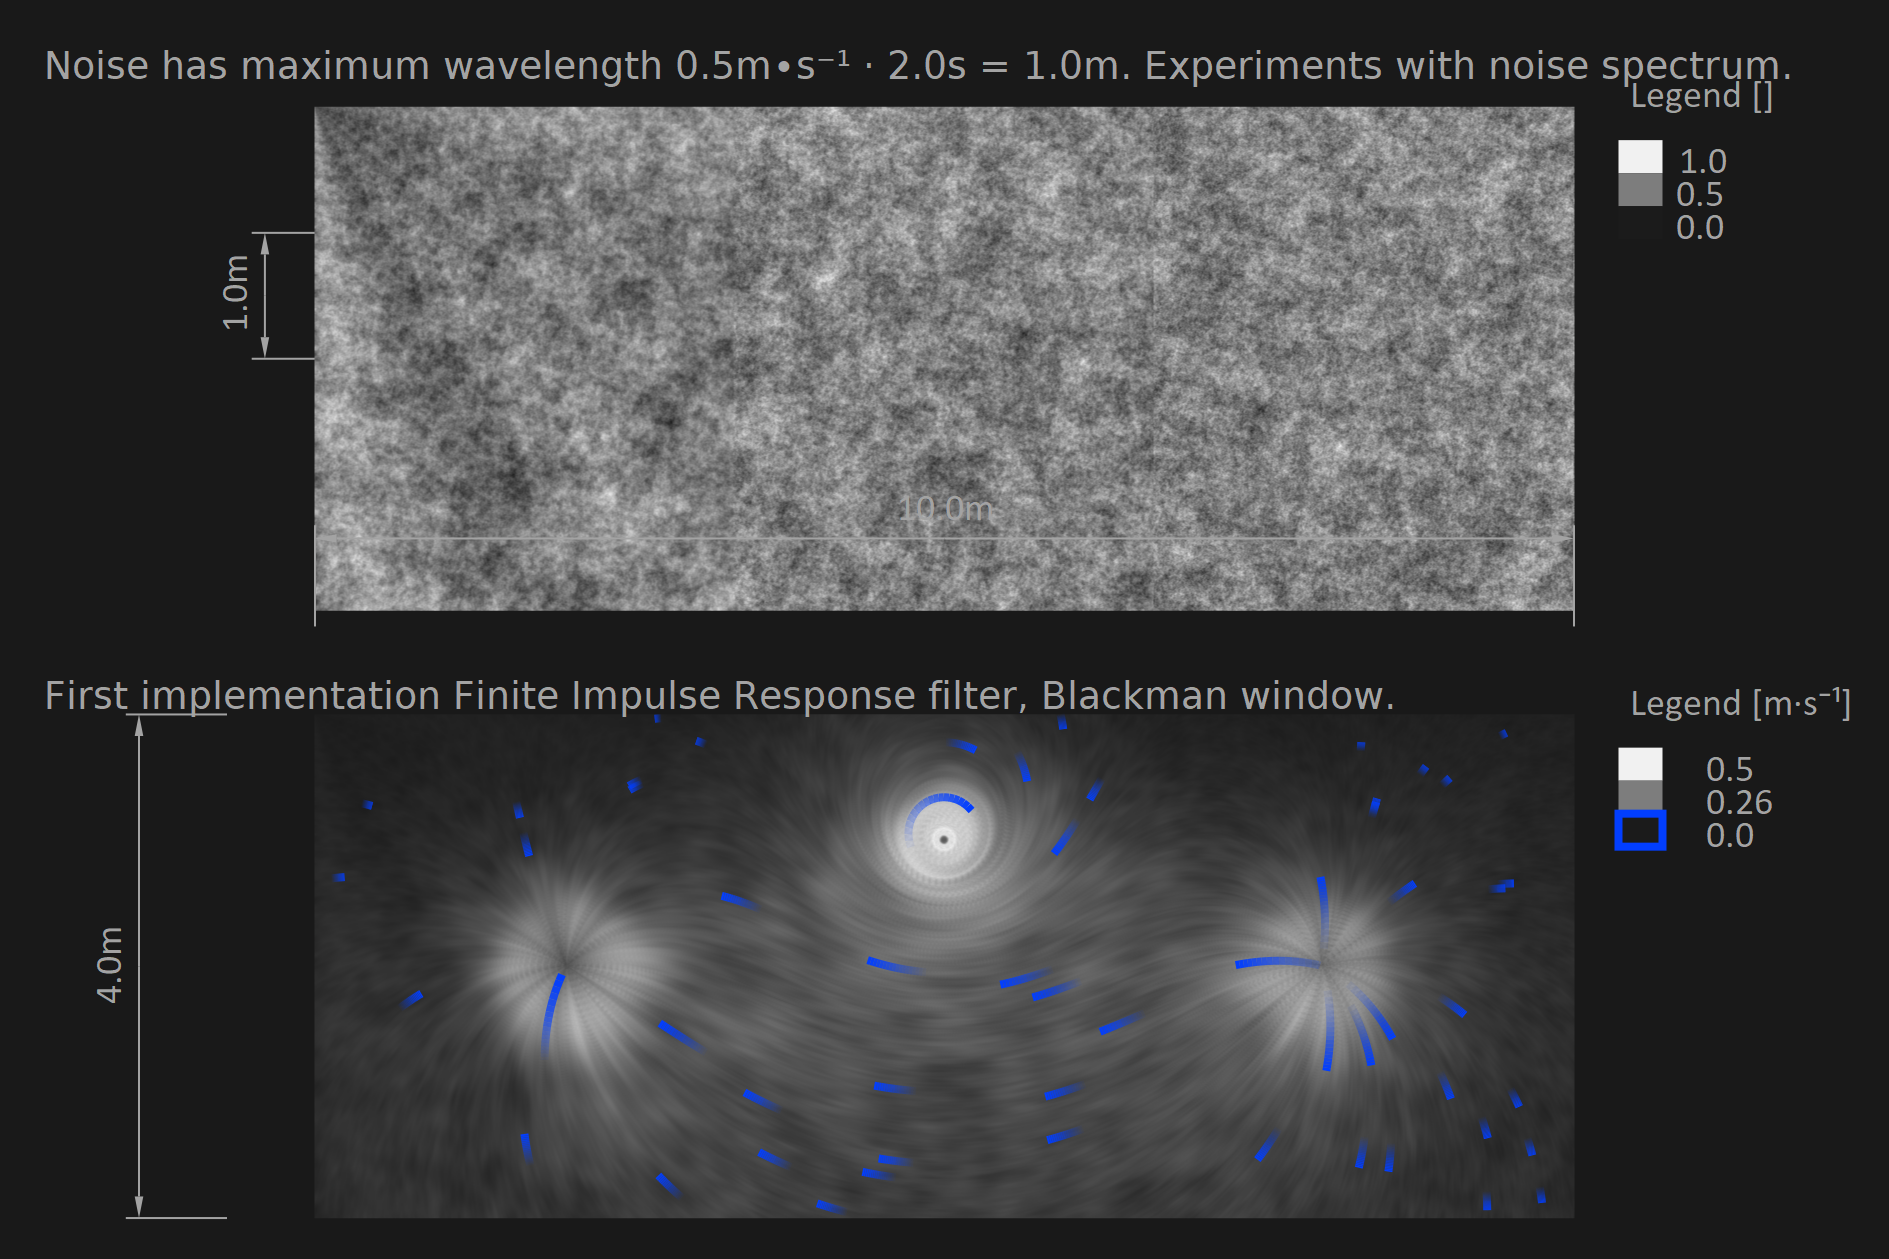 Noise has maximum wavelength 0.5m∙s⁻¹ · 2.0s = 1.0m. Experiments with noise spectrum.
Legend []
1.0
0.5
0.0
1.0m
10.0m
First implementation Finite Impulse Response filter, Blackman window.
Legend [m·s⁻¹]
0.5
0.26
0.0
4.0m